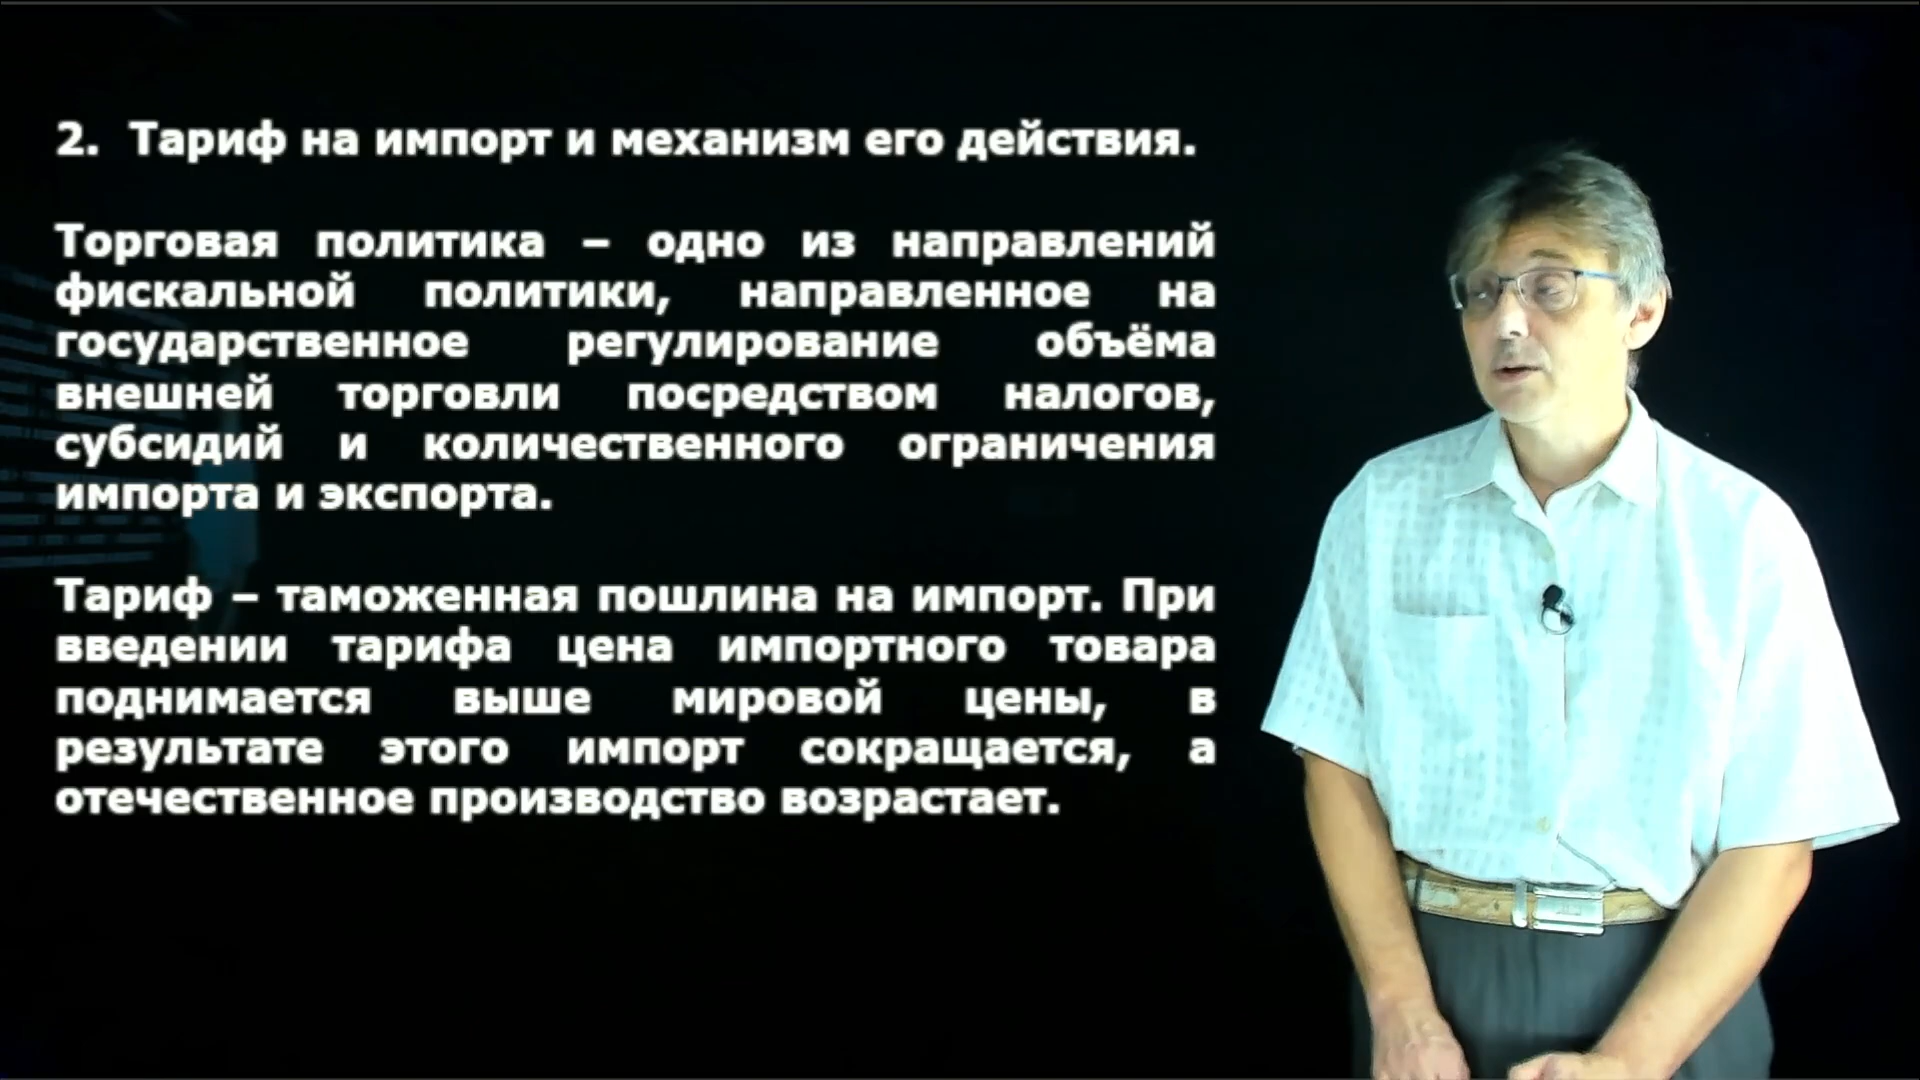 2. Тариф на импорт и механизм его действия.
Торговая политика – одно из направлений
фискальной политики, направленное на
государственное регулирование объёма
внешней торговли посредством налогов,
субсидий и количественного ограничения
импорта и экспорта.
Тариф – таможенная пошлина на импорт. При
введении тарифа цена импортного товара
поднимается выше мировой цены, в
результате этого импорт сокращается, а
отечественное производство возрастает.